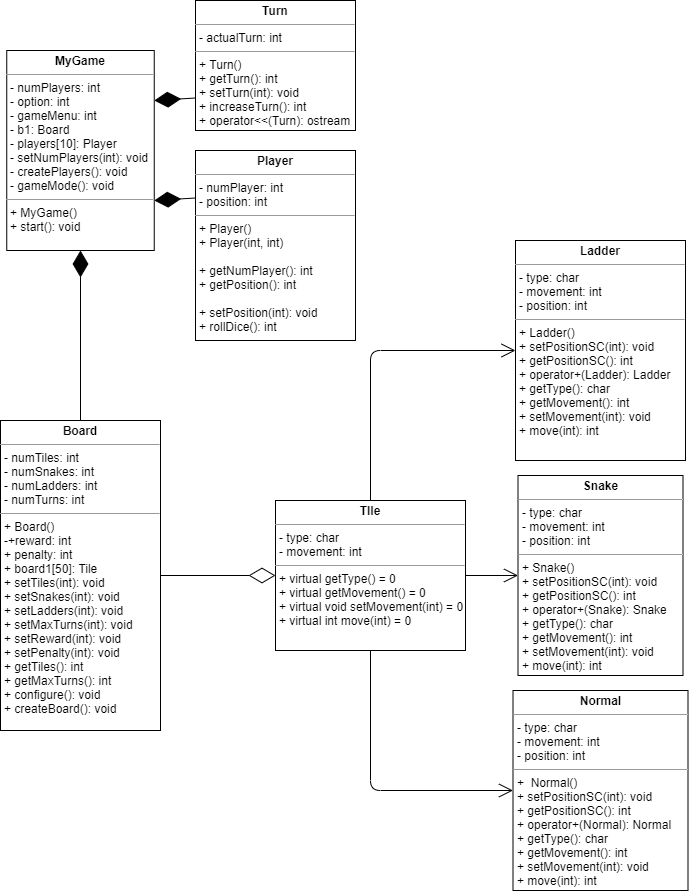 Turn
- actualTurn: int
+ Turn()
+ getTurn(): int
+ setTurn(int): void
+ increaseTurn(): int
+ operator<<(Turn): ostream
MyGame
- numPlayers: int
- option: int
- gameMenu: int
- b1: Board
- players[10]: Player
- setNumPlayers(int): void
- createPlayers(): void
- gameMode(): void
+ MyGame()
+ start(): void
Player
- numPlayer: int
- position: int
+ Player()
+ Player(int, int)
+ getNumPlayer(): int
+ getPosition(): int
+ setPosition(int): void
+ rollDice(): int
Ladder
- type: char
- movement: int
- position: int
+ Ladder()
+ setPositionSC(int): void
+ getPositionSC(): int
+ operator+(Ladder): Ladder
+ getType(): char
+ getMovement(): int
+ setMovement(int): void
+ move(int): int
Board
- numTiles: int
- numSnakes: int
- numLadders: int
- numTurns: int
+ Board()
-+reward: int
+ penalty: int
+ board1[50]: Tile
+ setTiles(int): void
+ setSnakes(int): void
+ setLadders(int): void
+ setMaxTurns(int): void
+ setReward(int): void
+ setPenalty(int): void
+ getTiles(): int
+ getMaxTurns(): int
+ configure(): void
+ createBoard(): void
TIle
- type: char
- movement: int
+ virtual getType() = 0
+ virtual getMovement() = 0
+ virtual void setMovement(int) = 0
+ virtual int move(int) = 0
Snake
- type: char
- movement: int
- position: int
+ Snake()
+ setPositionSC(int): void
+ getPositionSC(): int
+ operator+(Snake): Snake
+ getType(): char
+ getMovement(): int
+ setMovement(int): void
+ move(int): int
Normal
- type: char
- movement: int
- position: int
+  Normal()
+ setPositionSC(int): void
+ getPositionSC(): int
+ operator+(Normal): Normal
+ getType(): char
+ getMovement(): int
+ setMovement(int): void
+ move(int): int